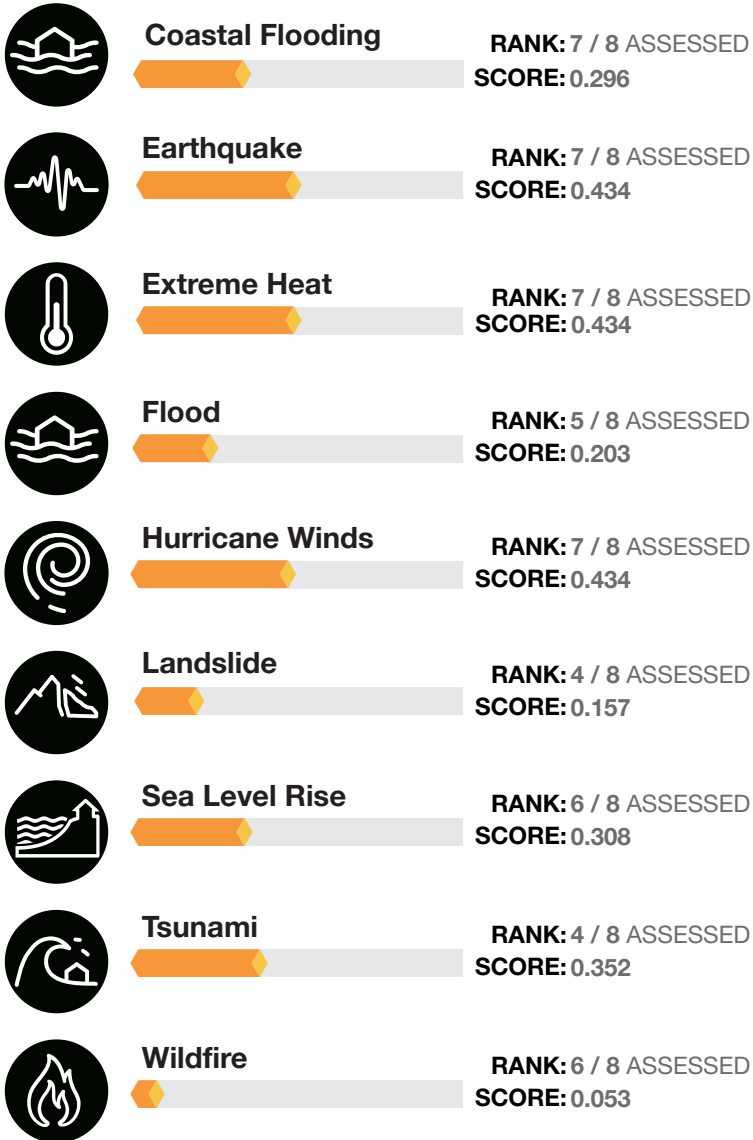 Coastal Flooding
RANK: 7 / 8 ASSESSED
SCORE: 0.296
Earthquake
RANK: 7 / 8 ASSESSED
SCORE: 0.434
Extreme Heat
RANK: 7 / 8 ASSESSED
SCORE: 0.434
Flood
RANK: 5 / 8 ASSESSED
SCORE: 0.203
Hurricane Winds
RANK: 7 / 8 ASSESSED
SCORE: 0.434
Landslide
RANK: 4 / 8 ASSESSED
SCORE: 0.157
Sea Level Rise
RANK: 6 / 8 ASSESSED
SCORE: 0.308
Tsunami
RANK: 4 / 8 ASSESSED
SCORE: 0.352
Wildfire
RANK: 6 / 8 ASSESSED
SCORE: 0.053